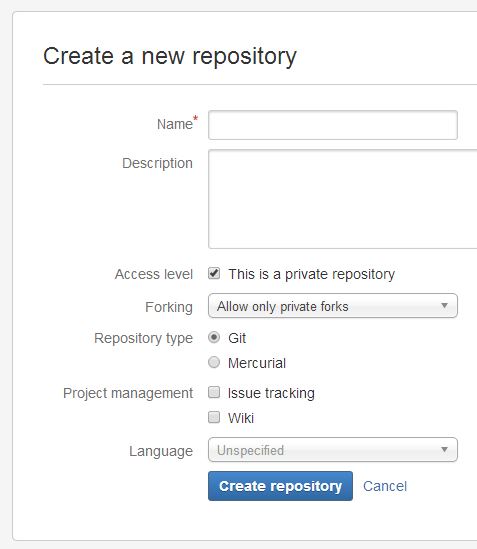 Create a new repository
Name*
Description
Access level This is a private repository
Forking Allow only private forks
Repository type Git
Mercurial
Project management Issue tracking
Wiki
Language Unspecified
Create repository Cancel